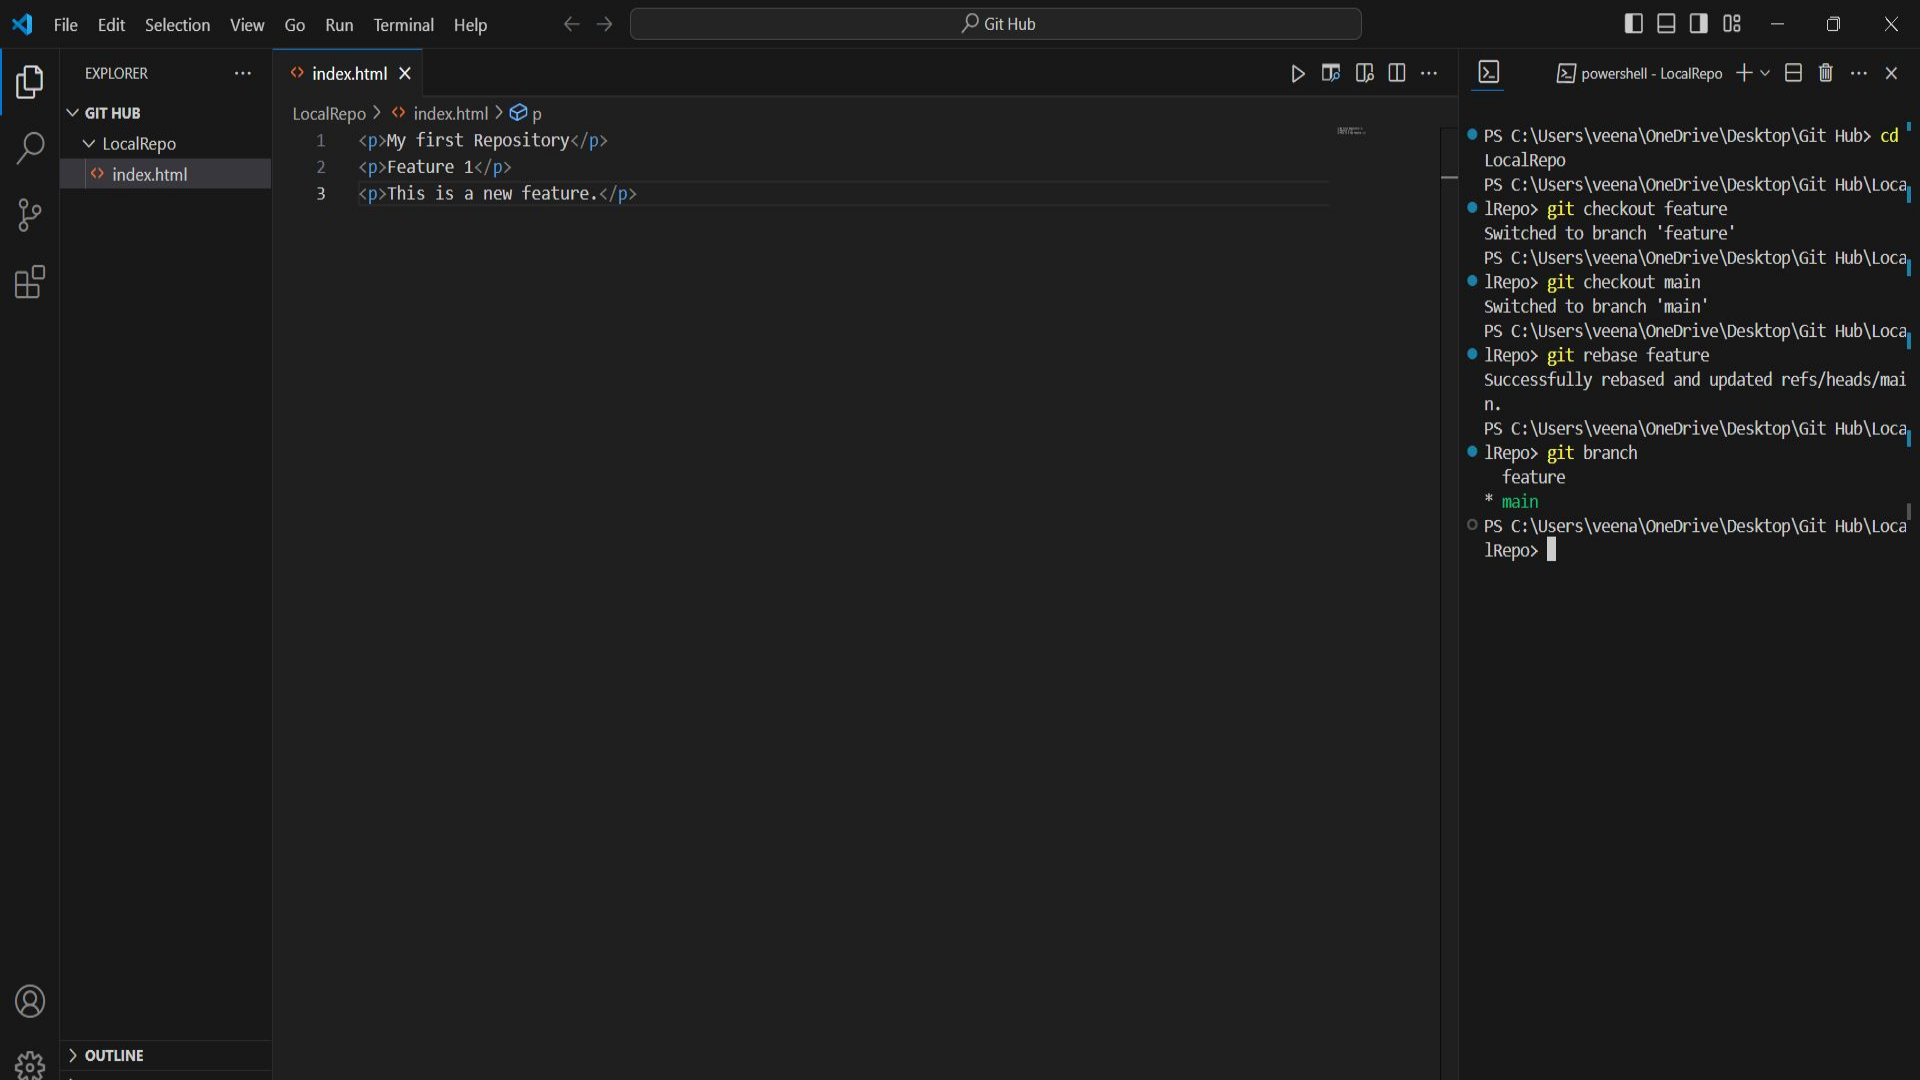 File Edit Selection View Go Run Terminal Help
Git Hub
EXPLORER
GIT HUB
LocalRepo
index.html
OUTLINE
index.html
LocalRepo > index.html > p
1 <p>My first Repository</p>
2 <p>Feature 1</p>
3 <p>This is a new feature.</p>
powershell - LocalRepo
PS C:\Users\veena\OneDrive\Desktop\Git Hub> cd
LocalRepo
PS C:\Users\veena\OneDrive\Desktop\Git Hub\Loca
lRepo> git checkout feature
Switched to branch 'feature'
PS C:\Users\veena\OneDrive\Desktop\Git Hub\Loca
lRepo> git checkout main
Switched to branch 'main'
PS C:\Users\veena\OneDrive\Desktop\Git Hub\Loca
lRepo> git rebase feature
Successfully rebased and updated refs/heads/mai
n.
PS C:\Users\veena\OneDrive\Desktop\Git Hub\Loca
lRepo> git branch
feature
* main
PS C:\Users\veena\OneDrive\Desktop\Git Hub\Loca
lRepo>